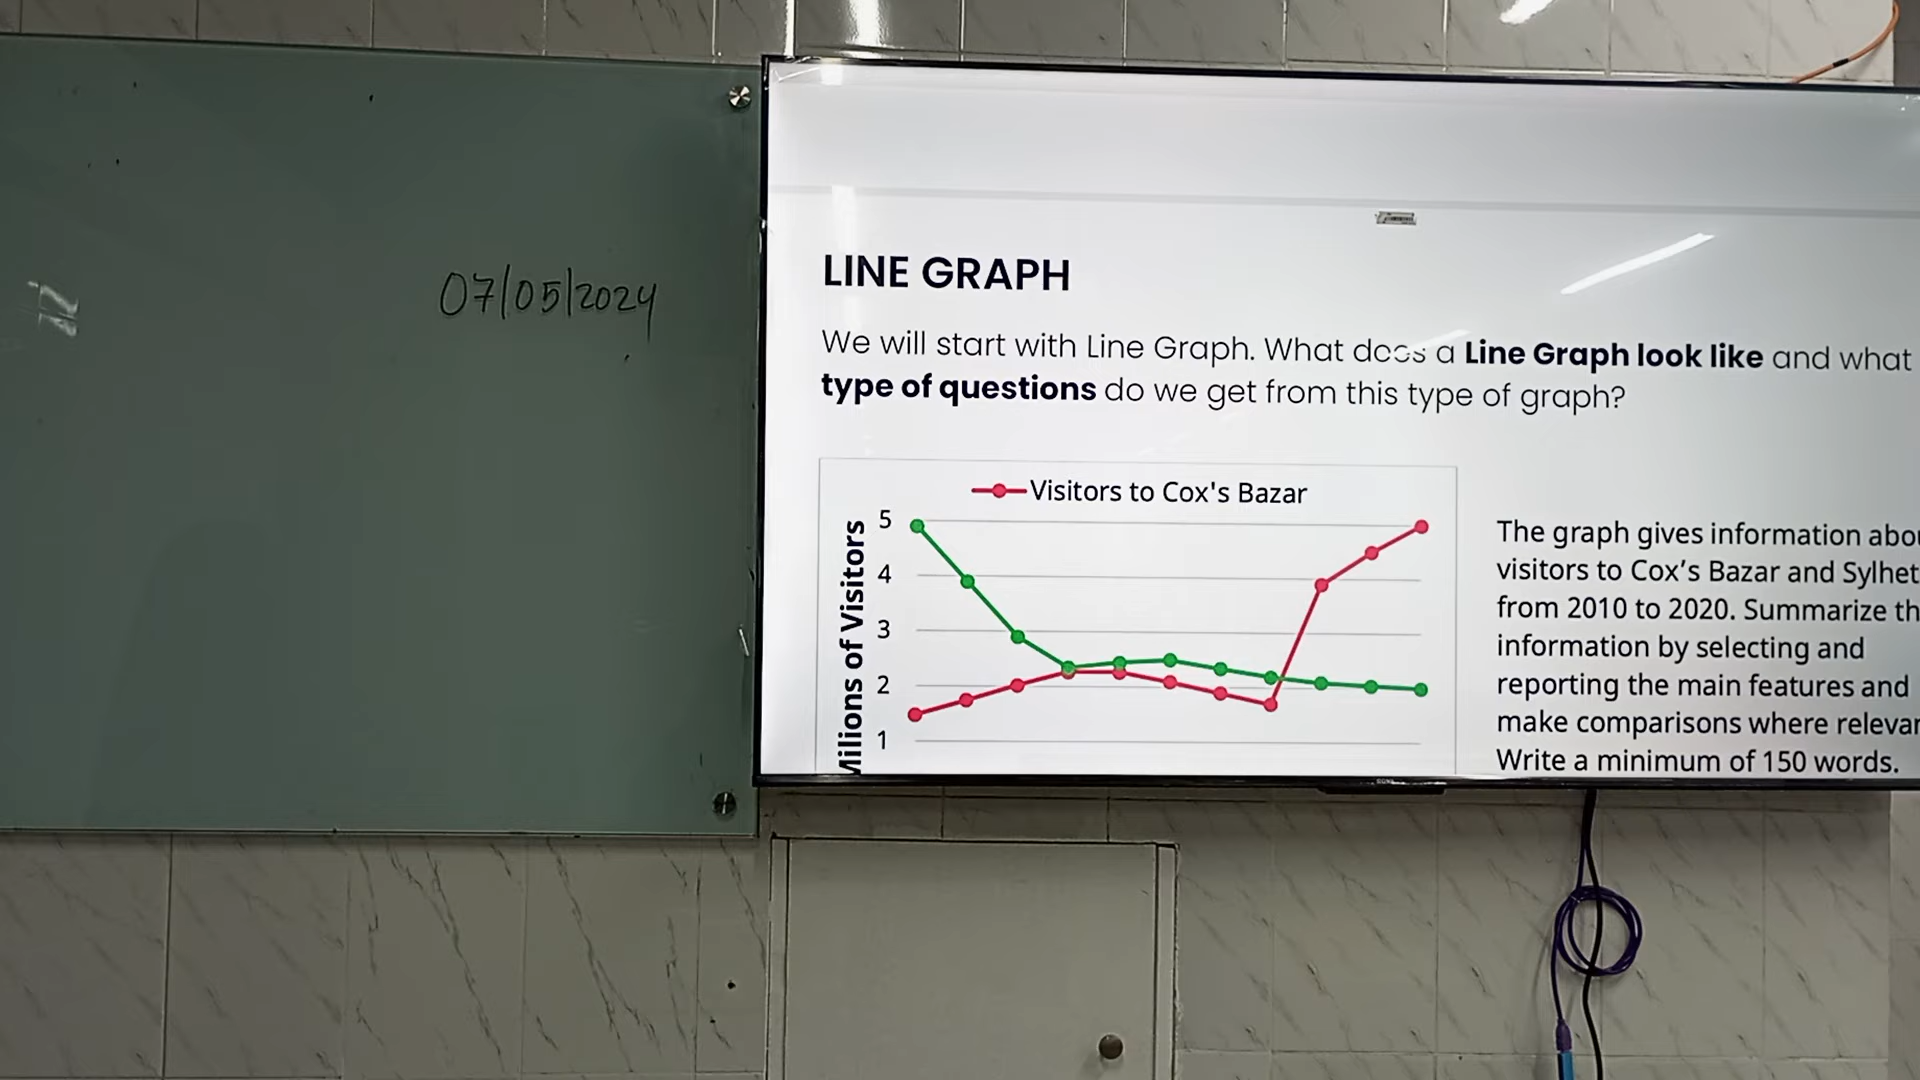 07/05/2024
LINE GRAPH
We will start with Line Graph. What does a Line Graph look like and what
type of questions do we get from this type of graph?
Visitors to Cox's Bazar
Milions of Visitors
5
4
3
2
1
The graph gives information abou
visitors to Cox's Bazar and Sylhet
from 2010 to 2020. Summarize th
information by selecting and
reporting the main features and
make comparisons where relevan
Write a minimum of 150 words.